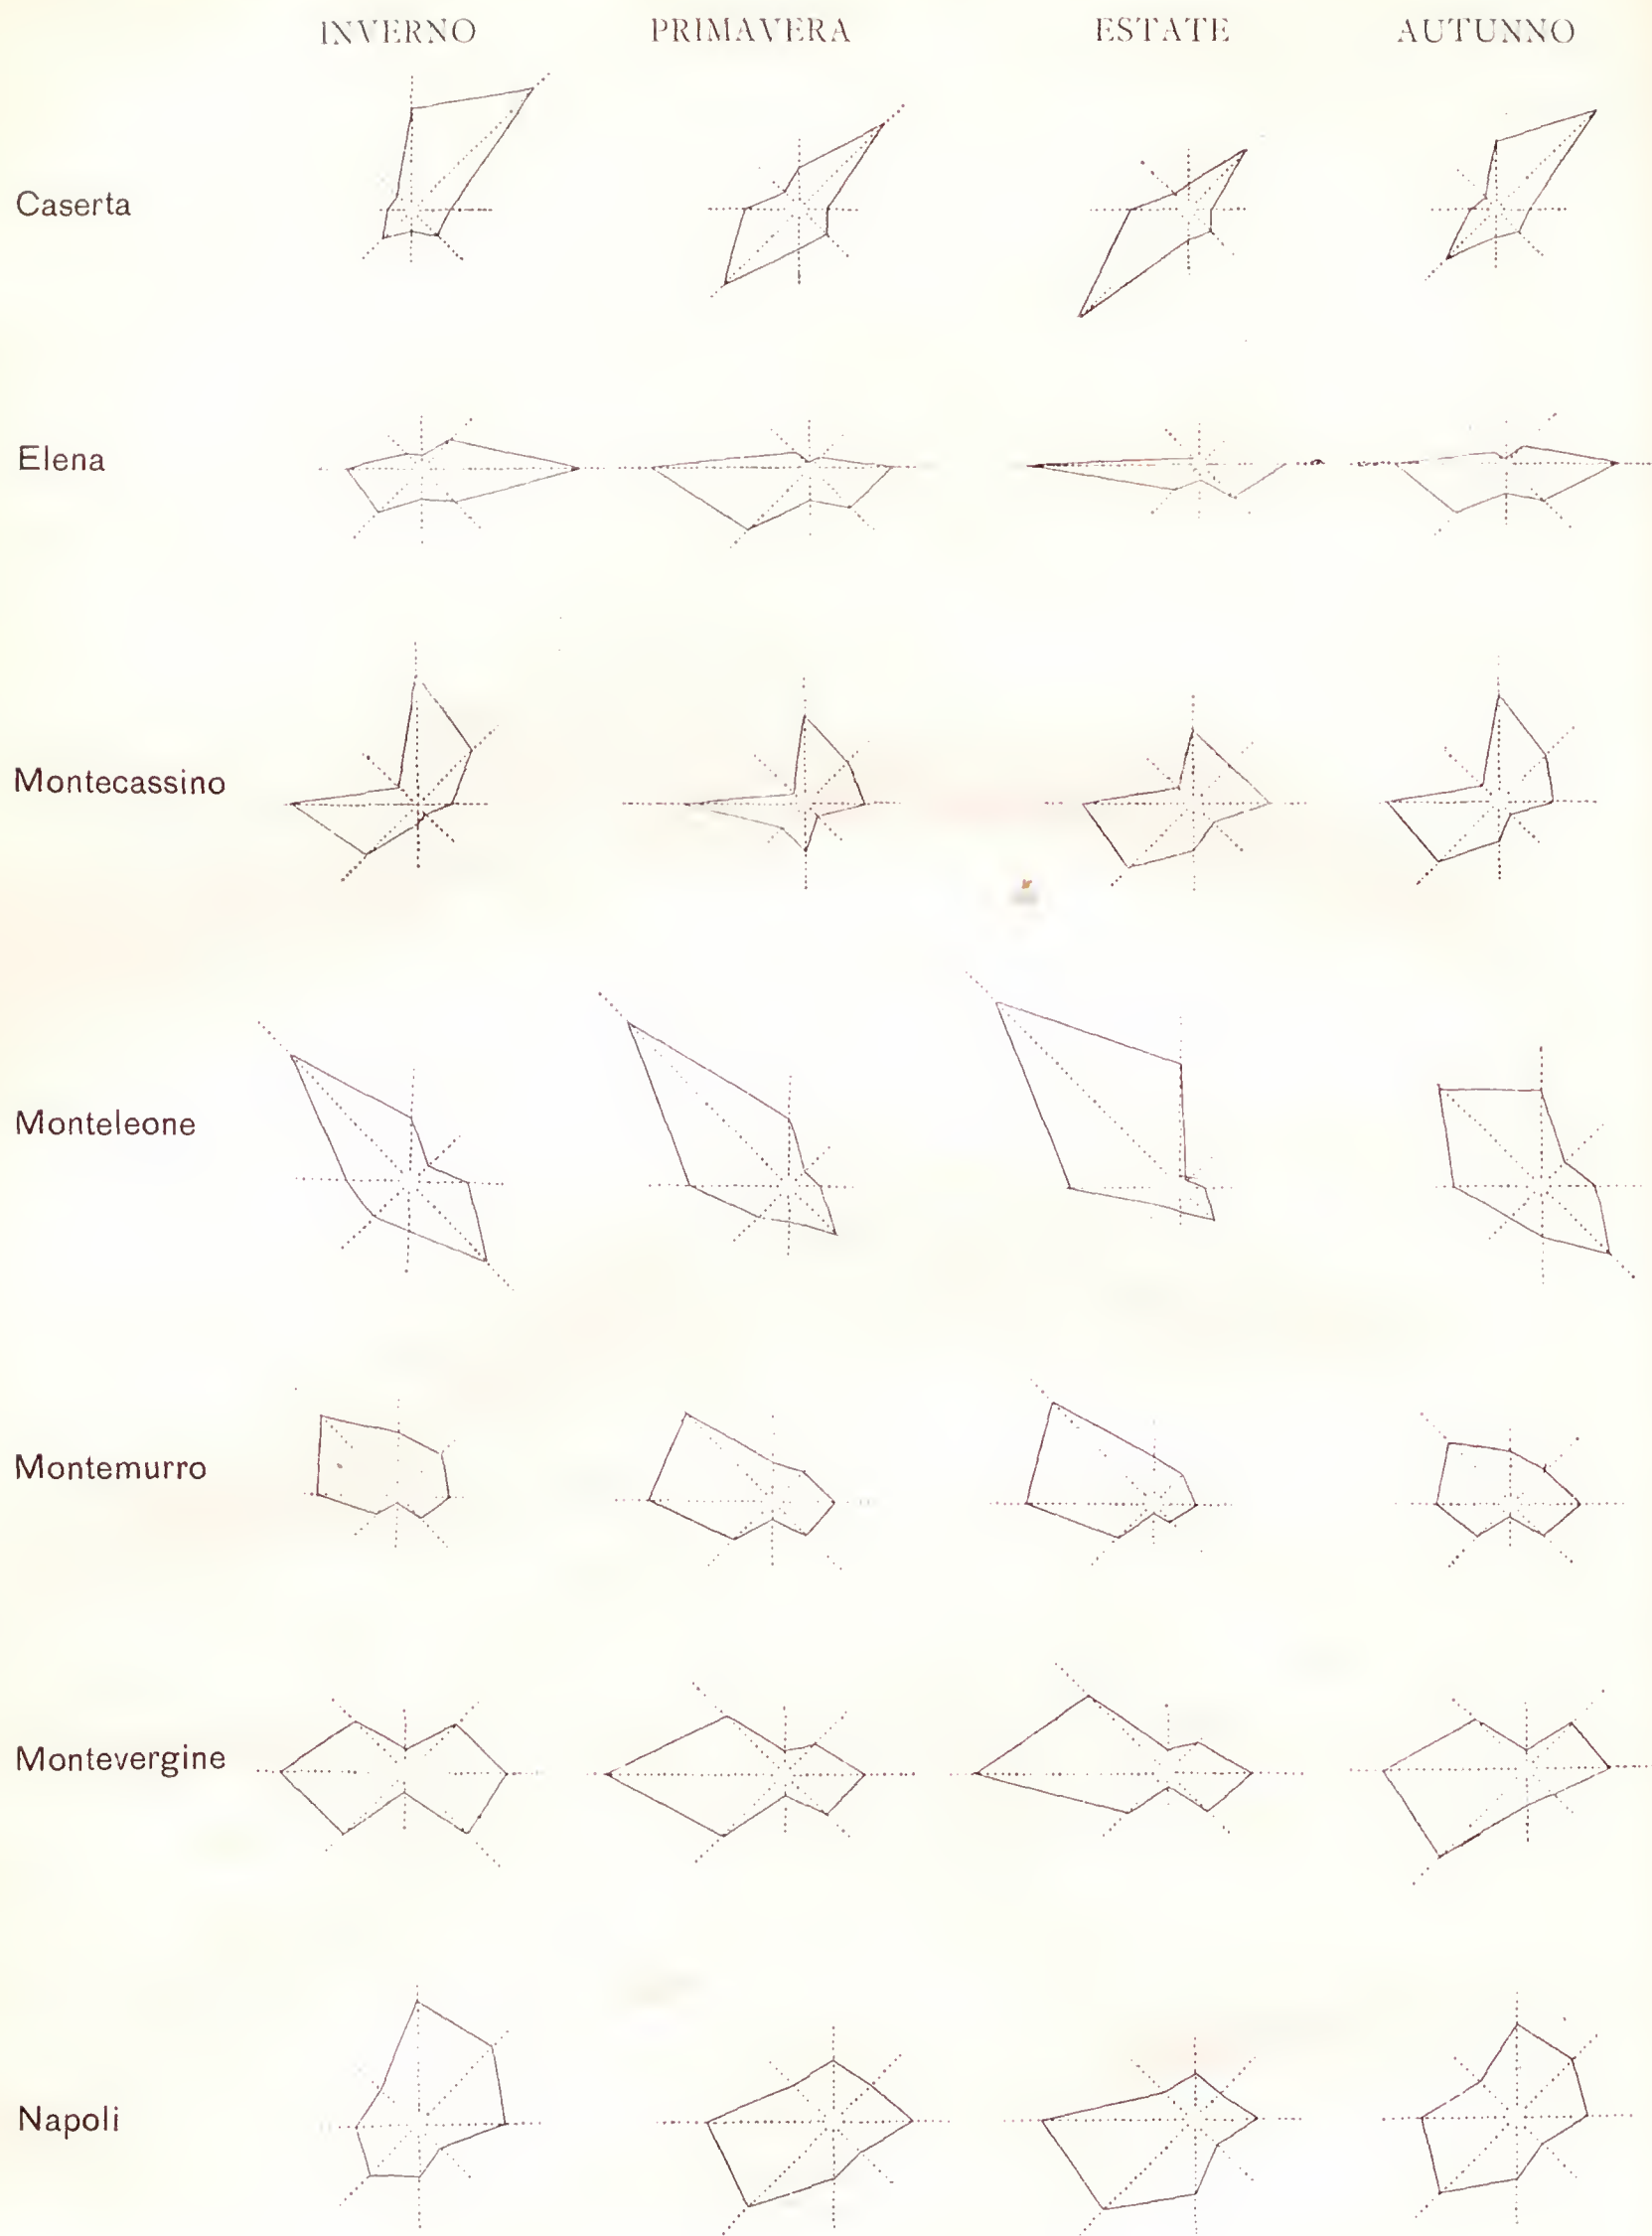 INVERNO PRIMAVERA ESTATE AUTUNNO
Caserta
Elena
Montecassino
Monteleone
Montemurro
Montevergine
Napoli